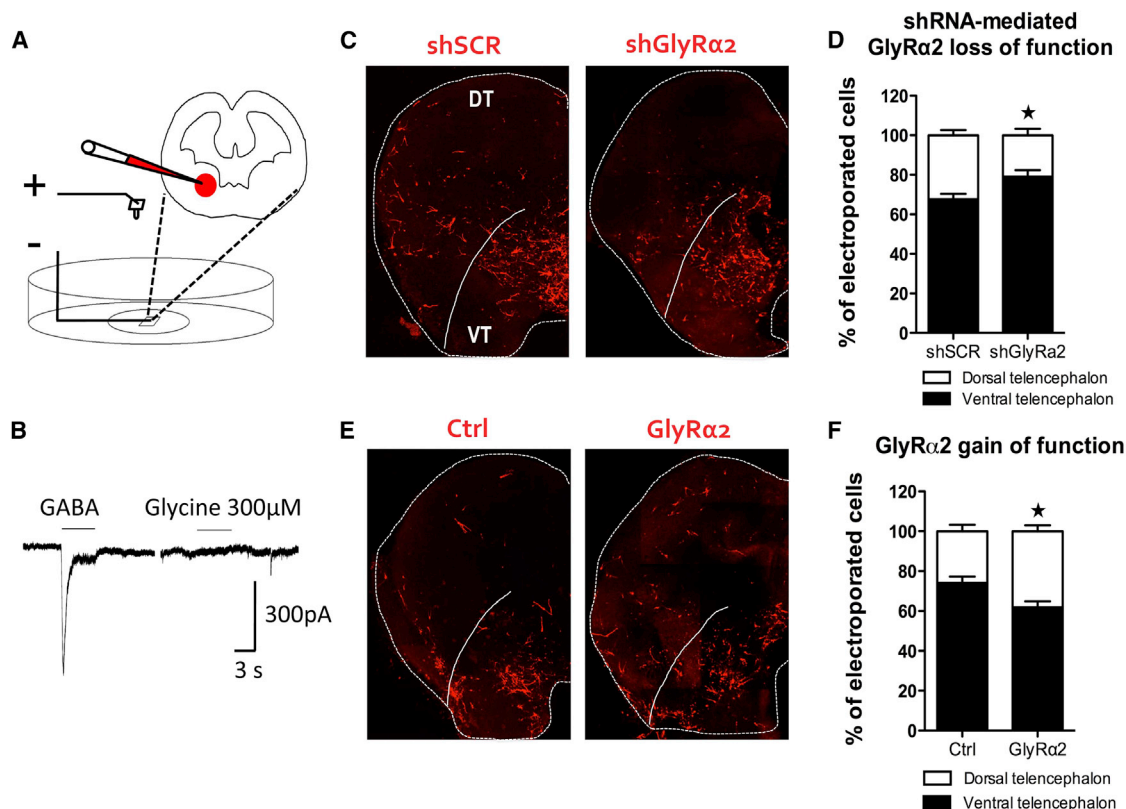 A
+
-
B
GABA
Glycine 300μM
300pA
3 s
C
shSCR
shGlyRα2
DT
VT
D
shRNA-mediated
GlyRα2 loss of function
% of electroporated cells
120
100
80
60
40
20
0
★
shSCR
shGlyRa2
Dorsal telencephalon
Ventral telencephalon
E
Ctrl
GlyRα2
F
GlyRα2 gain of function
% of electroporated cells
120
100
80
60
40
20
0
★
Ctrl
GlyRα2
Dorsal telencephalon
Ventral telencephalon